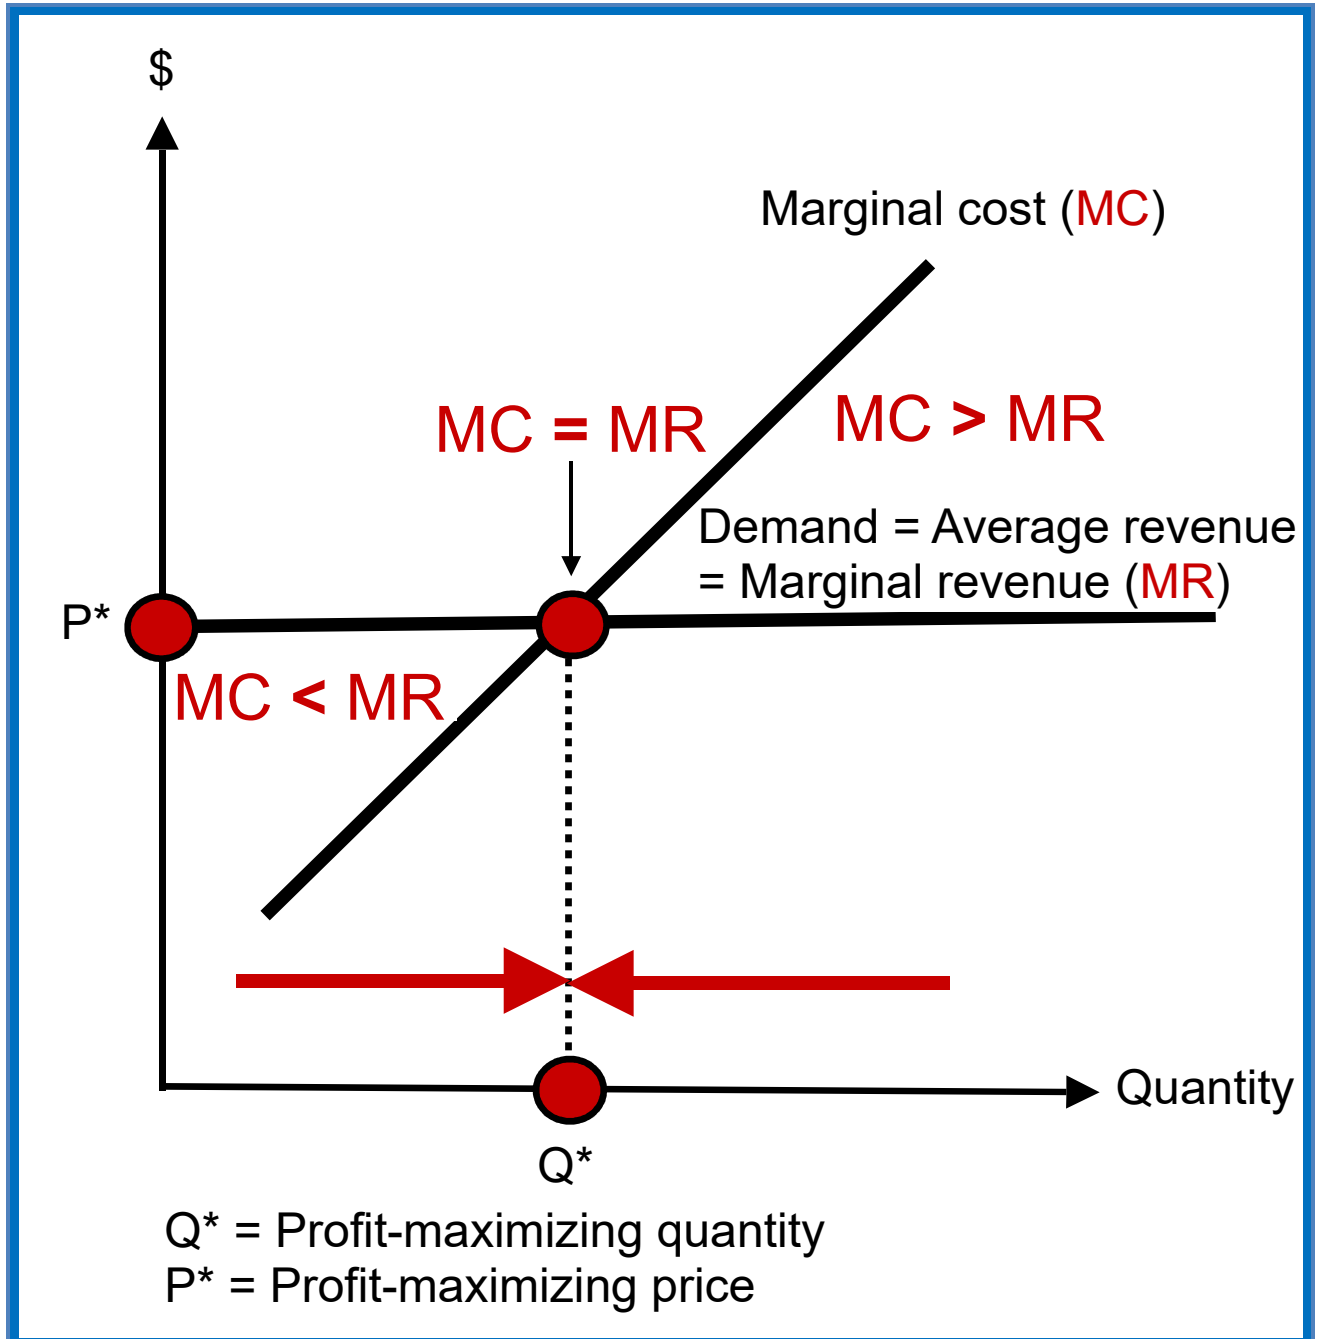 $
Marginal cost (MC)
MC = MR
MC > MR
Demand = Average revenue
= Marginal revenue (MR)
P*
MC < MR
Quantity
Q*
Q* = Profit-maximizing quantity
P* = Profit-maximizing price